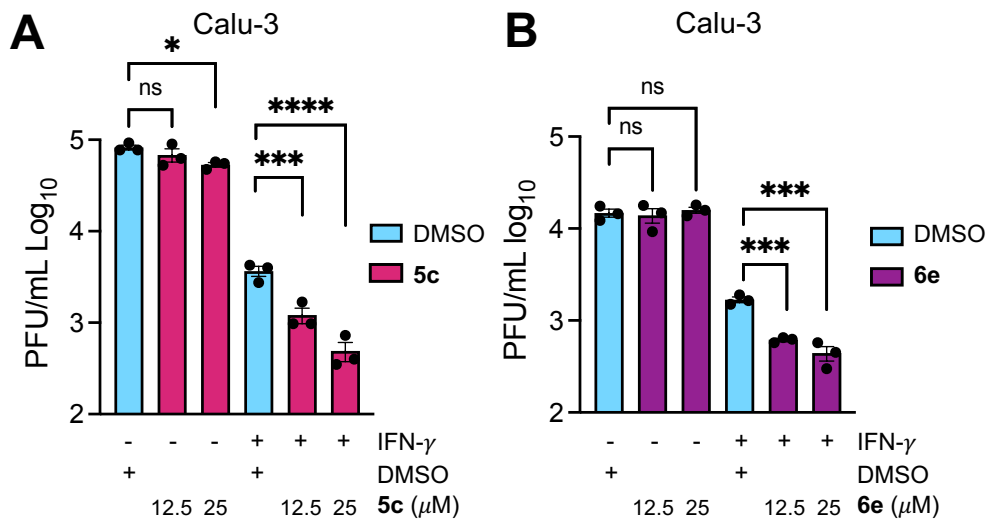 A
Calu-3
*
ns
****
***
PFU/mL Log10
5
4
3
2
DMSO
5c
- - - + + + IFN-γ
+ + DMSO
12.5 25 12.5 25 5c (μM)
B
Calu-3
ns
ns
***
***
PFU/mL log10
5
4
3
2
DMSO
6e
- - - + + + IFN-γ
+ + DMSO
12.5 25 12.5 25 6e (μM)